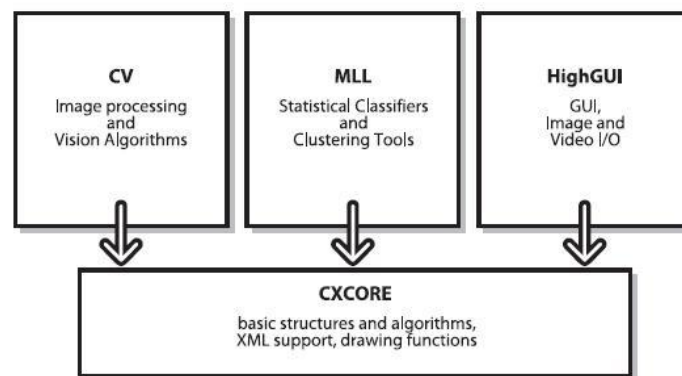 CV
Image processing
and
Vision Algorithms
MLL
Statistical Classifiers
and
Clustering Tools
HighGUI
GUI,
Image and
Video I/O
CXCORE
basic structures and algorithms,
XML support, drawing functions